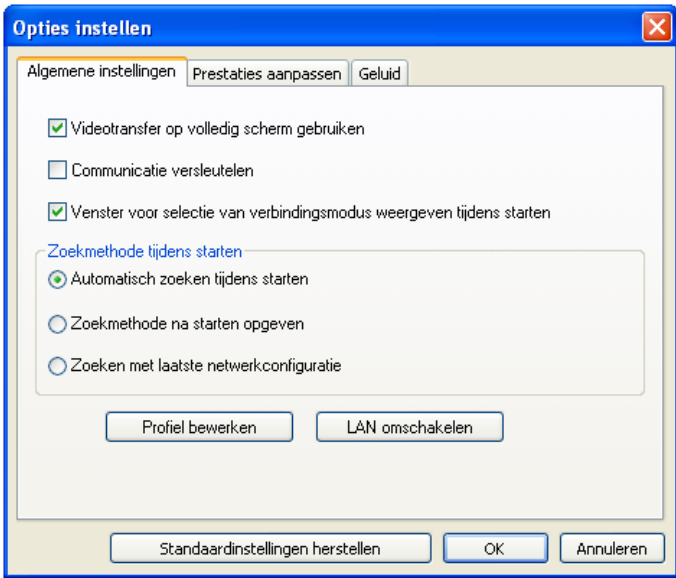 Opties instellen
Algemene instellingen
Prestaties aanpassen
Geluid
Videotransfer op volledig scherm gebruiken
Communicatie versleutelen
Venster voor selectie van verbindingsmodus weergeven tijdens starten
Zoekmethode tijdens starten
Automatisch zoeken tijdens starten
Zoekmethode na starten opgeven
Zoeken met laatste netwerkconfiguratie
Profiel bewerken
LAN omschakelen
Standaardinstellingen herstellen
OK
Annuleren